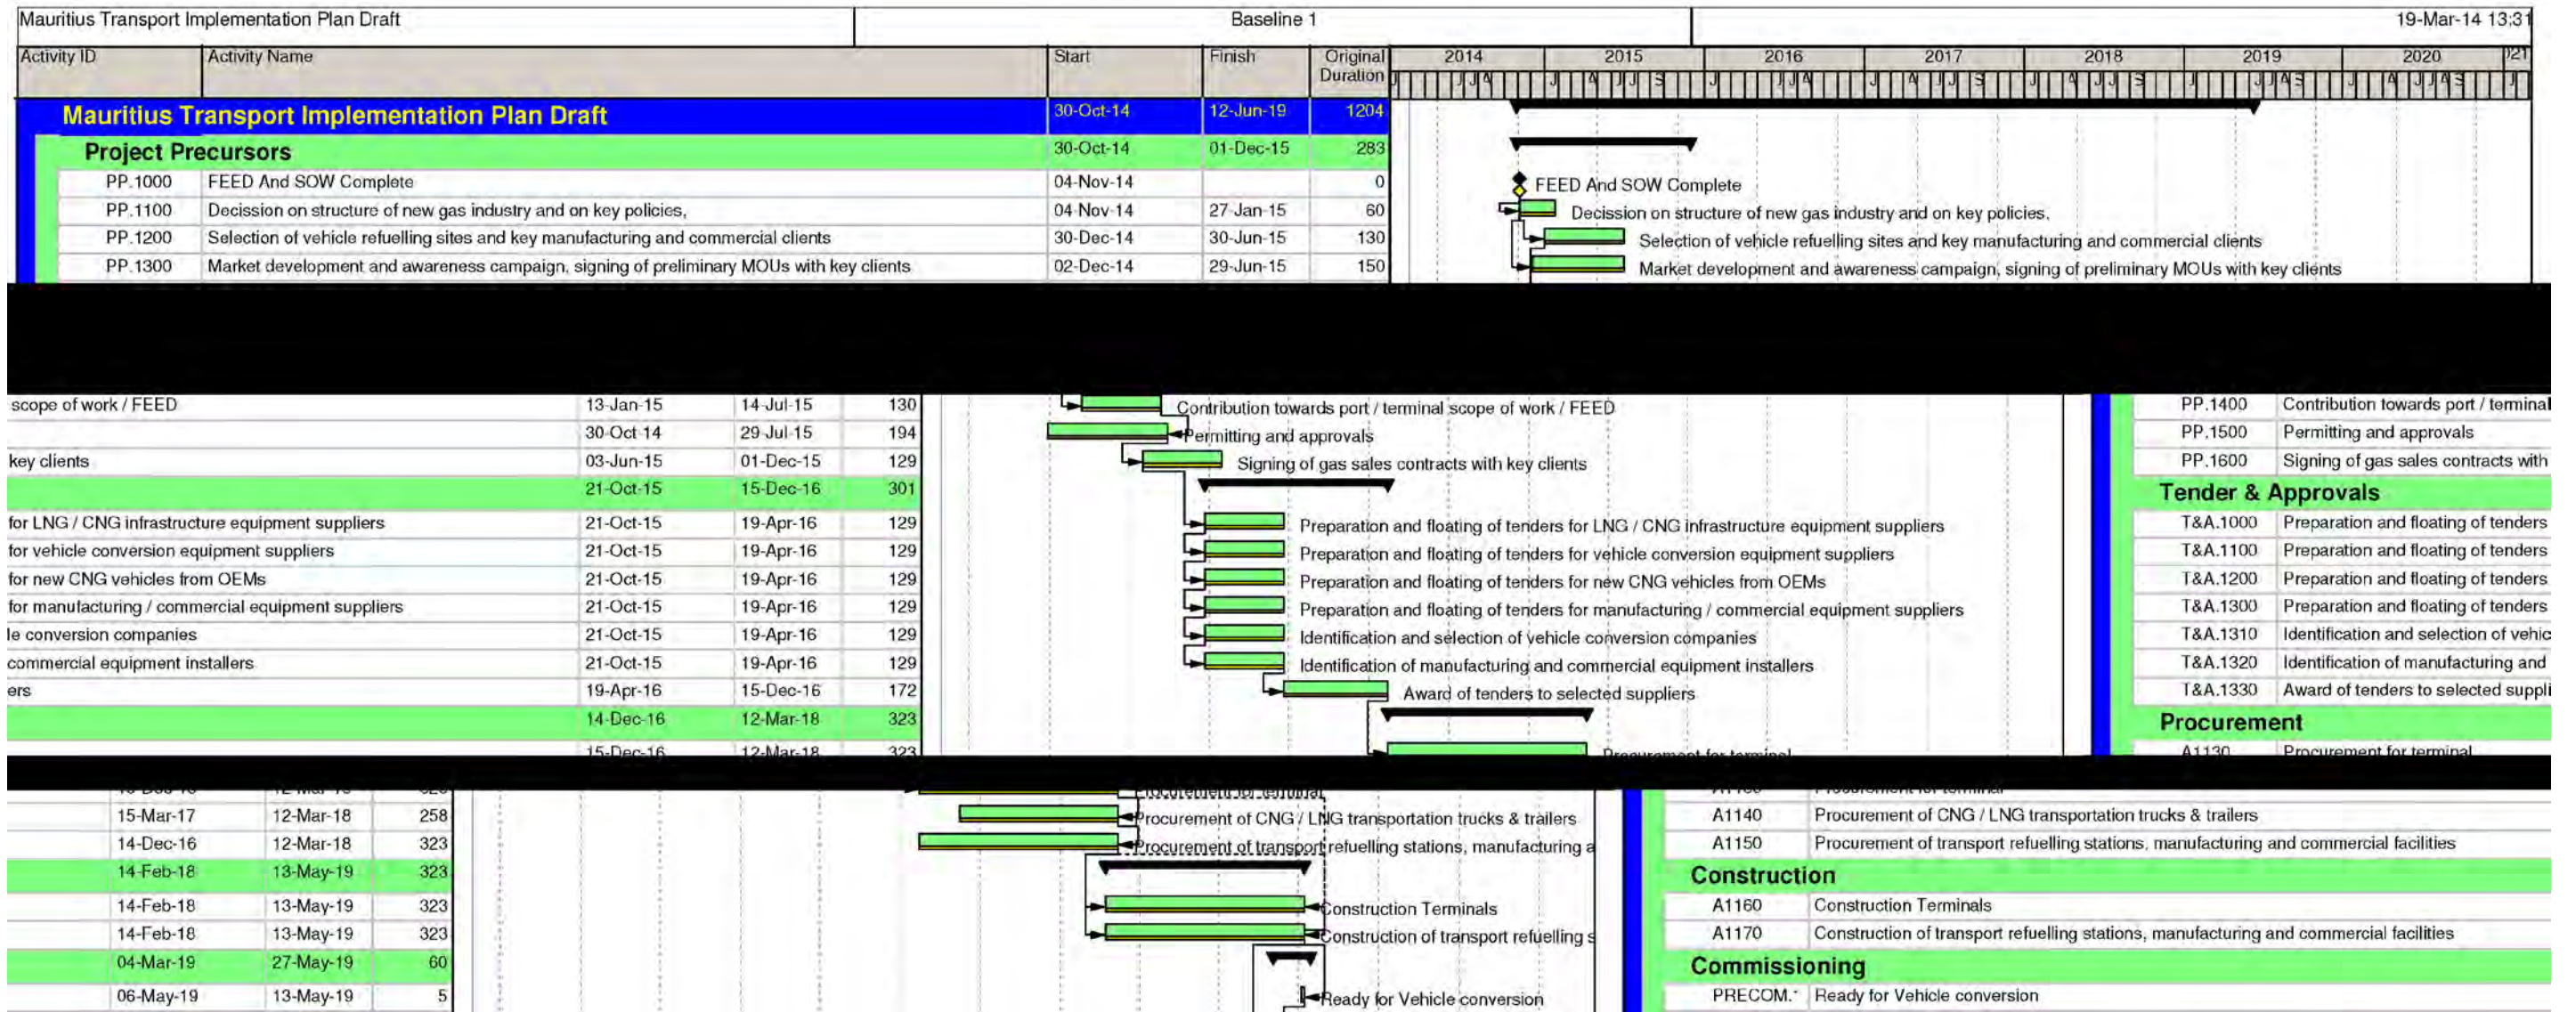 Mauritius Transport Implementation Plan Draft Baseline 1 19-Mar-14 13:31
Activity ID Activity Name Start Finish Original Duration 2014 2015 2016 2017 2018 2019 2020
Mauritius Transport Implementation Plan Draft 30-Oct-14 12-Jun-19 1204
Project Precursors 30-Oct-14 01-Dec-15 283
PP.1000 FEED And SOW Complete 04-Nov-14 0 FEED And SOW Complete
PP.1100 Decission on structure of new gas industry and on key policies, 04-Nov-14 27-Jan-15 60 Decission on structure of new gas industry and on key policies,
PP.1200 Selection of vehicle refuelling sites and key manufacturing and commercial clients 30-Dec-14 30-Jun-15 130 Selection of vehicle refuelling sites and key manufacturing and commercial clients
PP.1300 Market development and awareness campaign, signing of preliminary MOUs with key clients 02-Dec-14 29-Jun-15 150 Market development and awareness campaign, signing of preliminary MOUs with key clients
scope of work / FEED 13-Jan-15 14-Jul-15 130 Contribution towards port / terminal scope of work / FEED PP.1400 Contribution towards port / terminal
30-Oct-14 29-Jul-15 194 Permitting and approvals PP.1500 Permitting and approvals
key clients 03-Jun-15 01-Dec-15 129 Signing of gas sales contracts with key clients PP.1600 Signing of gas sales contracts with
21-Oct-15 15-Dec-16 301 Tender & Approvals
for LNG / CNG infrastructure equipment suppliers 21-Oct-15 19-Apr-16 129 Preparation and floating of tenders for LNG / CNG infrastructure equipment suppliers T&A.1000 Preparation and floating of tenders
for vehicle conversion equipment suppliers 21-Oct-15 19-Apr-16 129 Preparation and floating of tenders for vehicle conversion equipment suppliers T&A.1100 Preparation and floating of tenders
for new CNG vehicles from OEMs 21-Oct-15 19-Apr-16 129 Preparation and floating of tenders for new CNG vehicles from OEMs T&A.1200 Preparation and floating of tenders
for manufacturing / commercial equipment suppliers 21-Oct-15 19-Apr-16 129 Preparation and floating of tenders for manufacturing / commercial equipment suppliers T&A.1300 Preparation and floating of tenders
le conversion companies 21-Oct-15 19-Apr-16 129 Identification and selection of vehicle conversion companies T&A.1310 Identification and selection of vehic
commercial equipment installers 21-Oct-15 19-Apr-16 129 Identification of manufacturing and commercial equipment installers T&A.1320 Identification of manufacturing and
ers 19-Apr-16 15-Dec-16 172 Award of tenders to selected suppliers T&A.1330 Award of tenders to selected suppli
14-Dec-16 12-Mar-18 323 Procurement
15-Dec-16 12-Mar-18 323 Procurement for terminal A1130 Procurement for terminal
15-Mar-17 12-Mar-18 258 Procurement of CNG / LNG transportation trucks & trailers A1140 Procurement of CNG / LNG transportation trucks & trailers
14-Dec-16 12-Mar-18 323 Procurement of transport refuelling stations, manufacturing a A1150 Procurement of transport refuelling stations, manufacturing and commercial facilities
14-Feb-18 13-May-19 323 Construction
14-Feb-18 13-May-19 323 Construction Terminals A1160 Construction Terminals
14-Feb-18 13-May-19 323 Construction of transport refuelling s A1170 Construction of transport refuelling stations, manufacturing and commercial facilities
04-Mar-19 27-May-19 60 Commissioning
06-May-19 13-May-19 5 Ready for Vehicle conversion PRECOM. Ready for Vehicle conversion